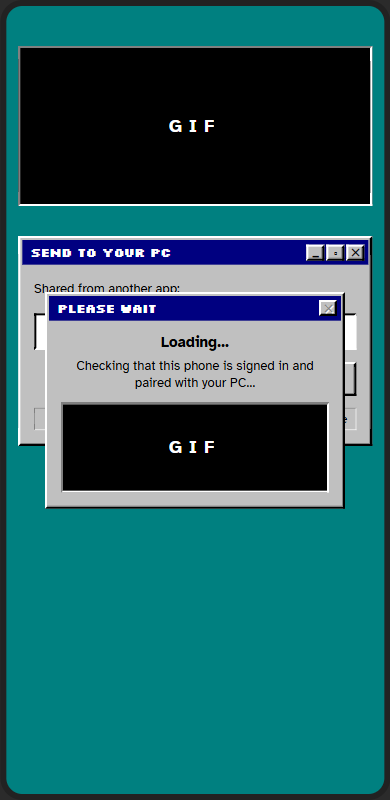 GIF
SEND TO YOUR PC
Shared from another app:
PLEASE WAIT
Loading...
Checking that this phone is signed in and
paired with your PC...
GIF